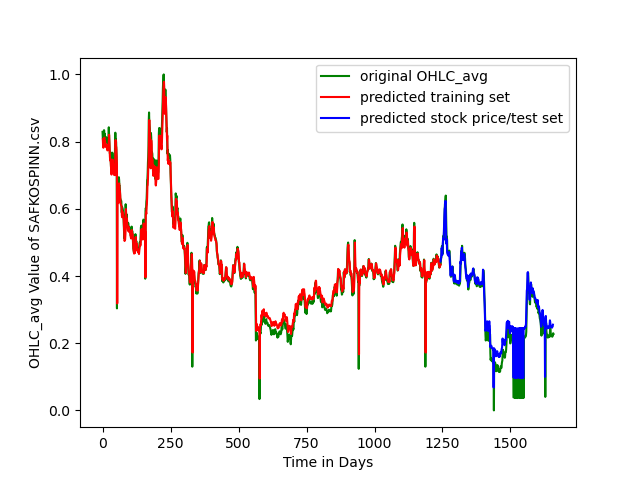 original OHLC_avg
predicted training set
predicted stock price/test set
OHLC_avg Value of SAFKOSPINN.csv
1.0
0.8
0.6
0.4
0.2
0.0
0 250 500 750 1000 1250 1500
Time in Days